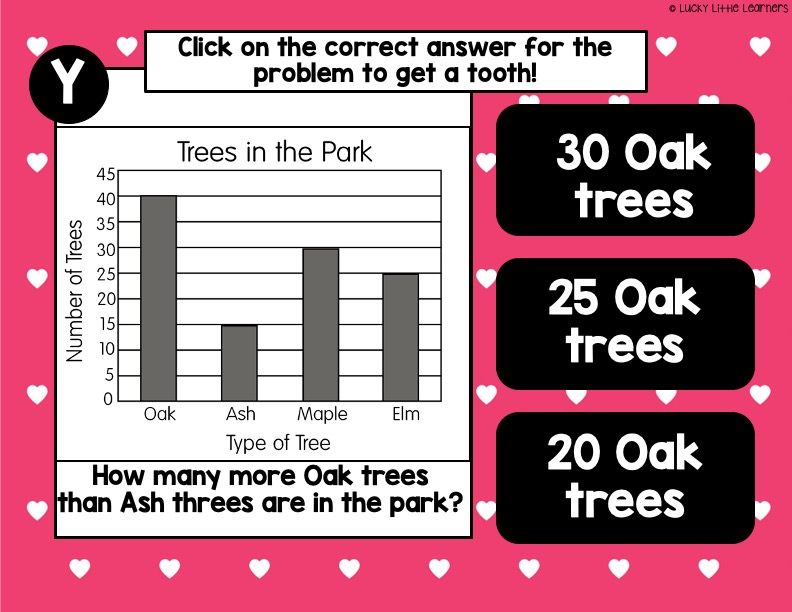 © Lucky Little Learners
Click on the correct answer for the
problem to get a tooth!
Y
Trees in the Park
Number of Trees
45
40
35
30
25
20
15
10
5
0
Oak Ash Maple Elm
Type of Tree
How many more Oak trees
than Ash threes are in the park?
30 Oak
trees
25 Oak
trees
20 Oak
trees